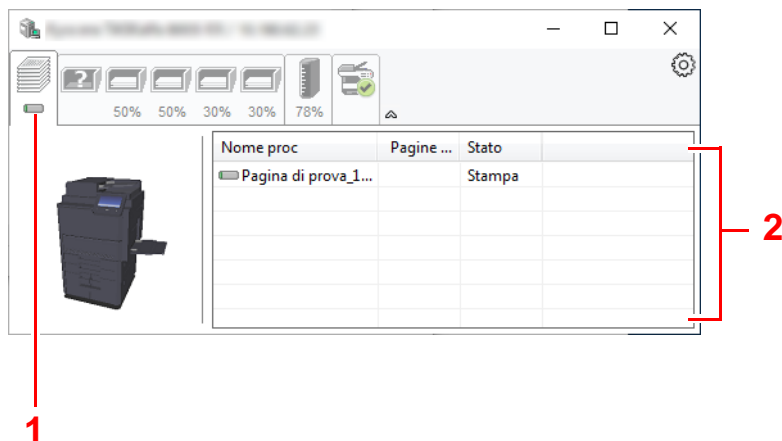 50% 50% 30% 30% 78%
Nome proc Pagine ... Stato
Pagina di prova_1... Stampa
2
1